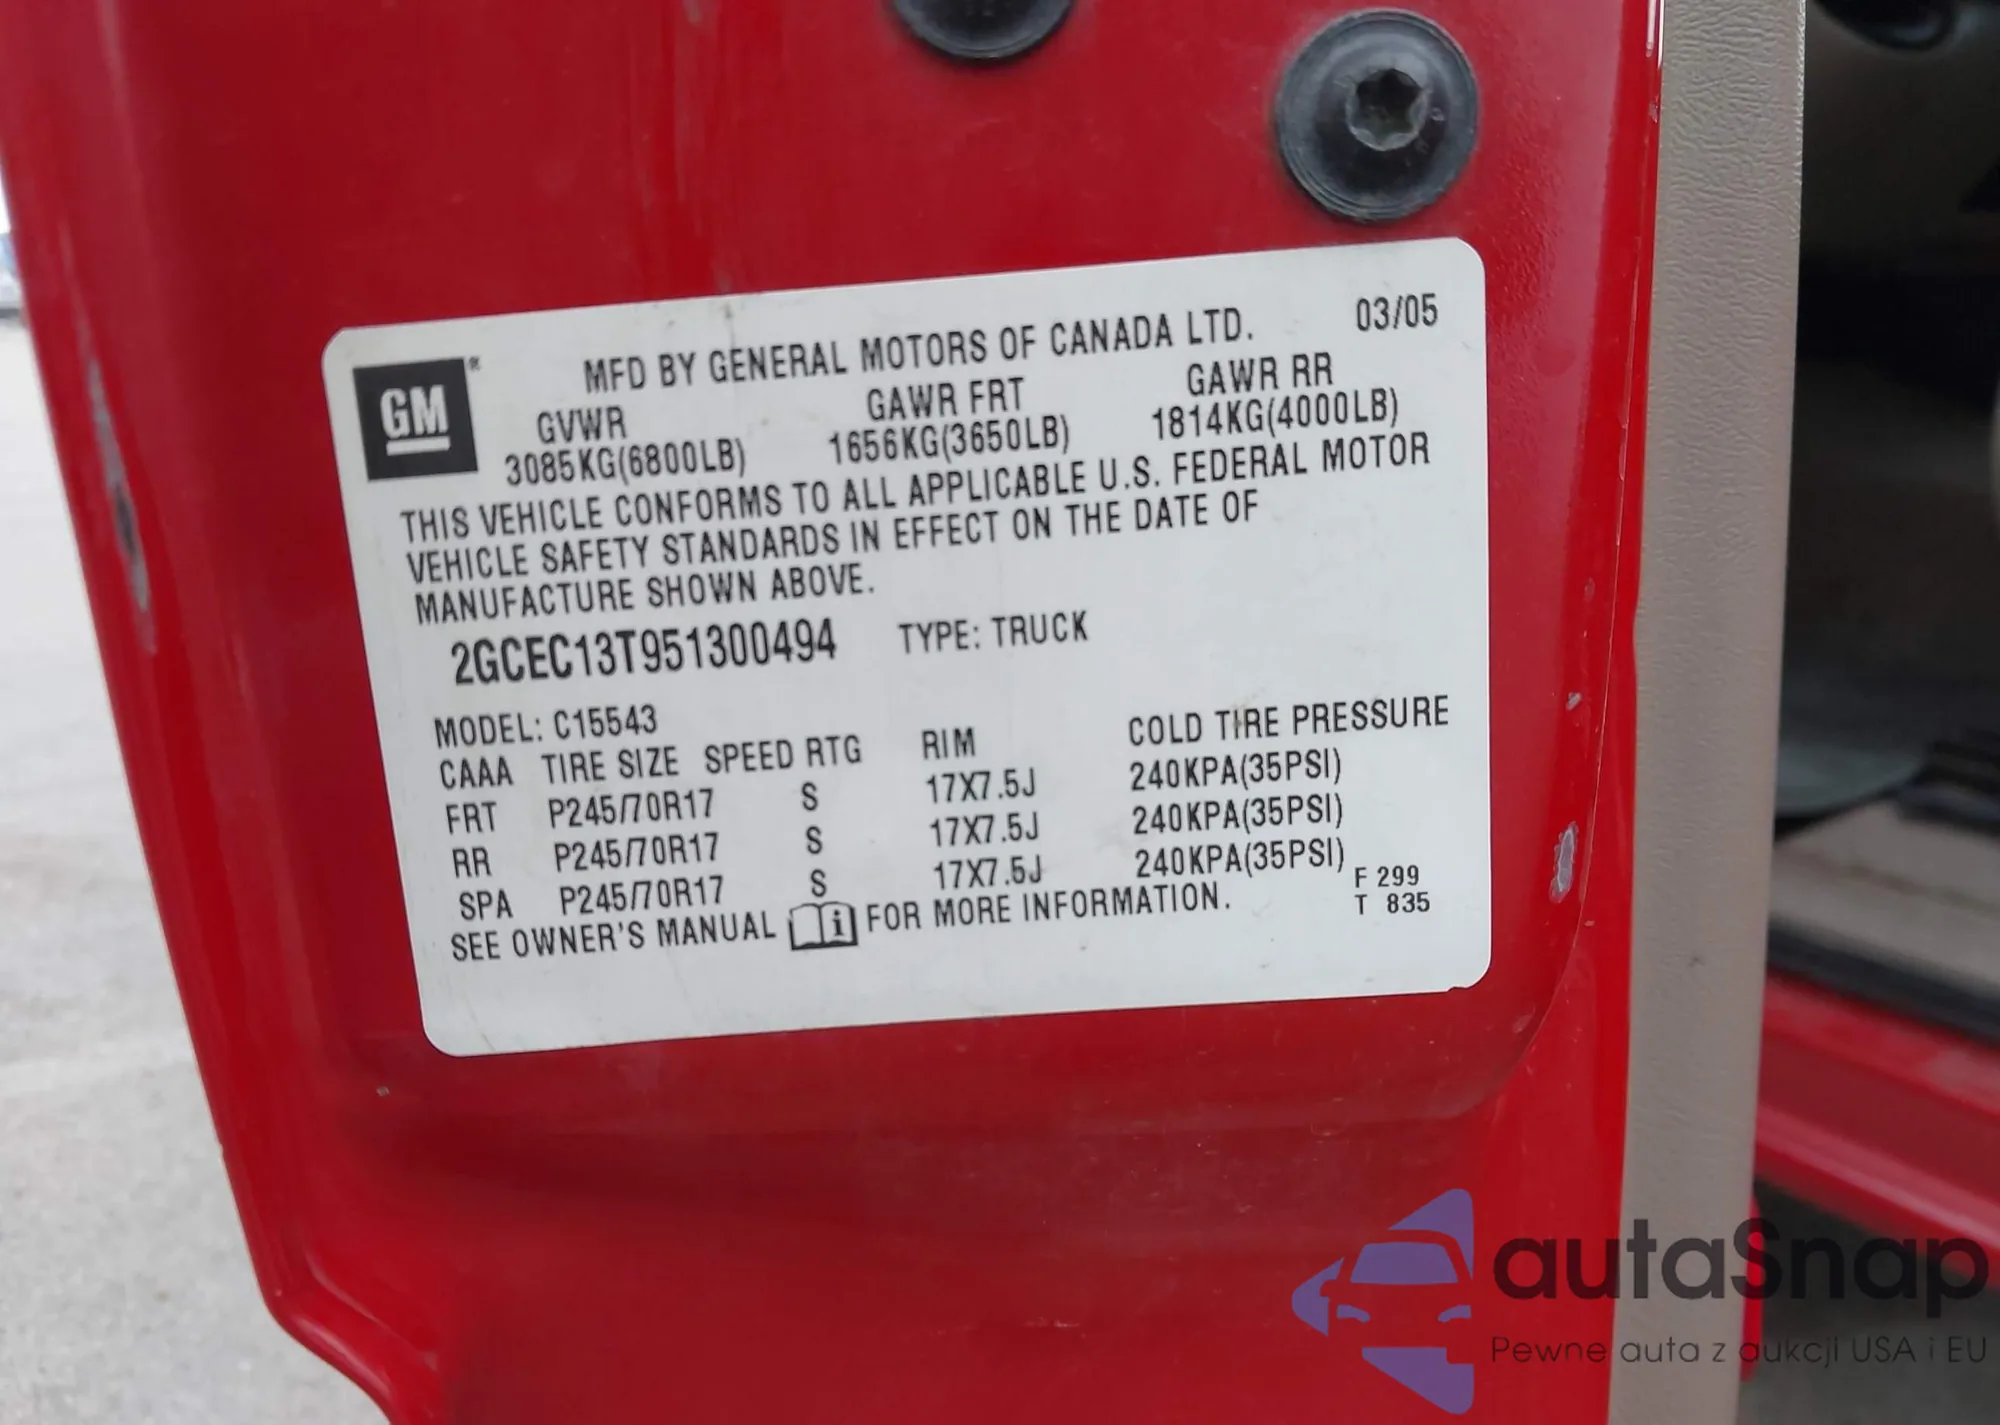 MFD BY GENERAL MOTORS OF CANADA LTD. 03/05
GM®
GVWR GAWR FRT GAWR RR
3085KG(6800LB) 1656KG(3650LB) 1814KG(4000LB)
THIS VEHICLE CONFORMS TO ALL APPLICABLE U.S. FEDERAL MOTOR
VEHICLE SAFETY STANDARDS IN EFFECT ON THE DATE OF
MANUFACTURE SHOWN ABOVE.
2GCEC13T951300494 TYPE: TRUCK
MODEL: C15543
CAAA TIRE SIZE SPEED RTG RIM COLD TIRE PRESSURE
FRT P245/70R17 S 17X7.5J 240KPA(35PSI)
RR P245/70R17 S 17X7.5J 240KPA(35PSI)
SPA P245/70R17 S 17X7.5J 240KPA(35PSI)
SEE OWNER'S MANUAL i FOR MORE INFORMATION.
F 299
T 835
autaSnap
Pewne auta z aukcji USA i EU